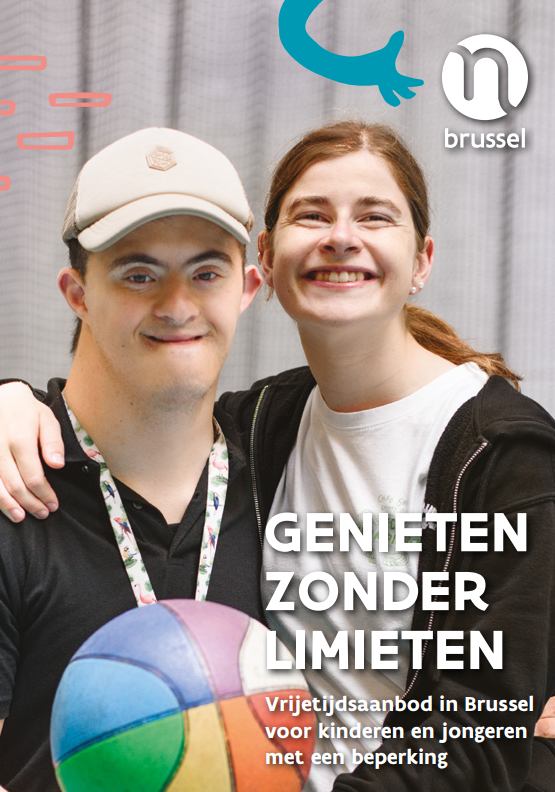 n
brussel
GENIETEN
ZONDER
LIMIETEN
Vrijetijdsaanbod in Brussel
voor kinderen en jongeren
met een beperking